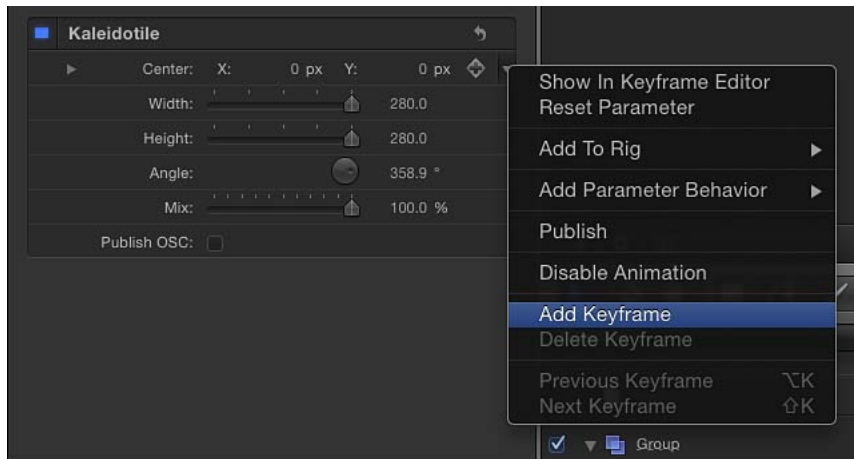 Kaleidotile
Center: X: 0 px Y: 0 px
Width: 280.0
Height: 280.0
Angle: 358.9 °
Mix: 100.0 %
Publish OSC:
Show In Keyframe Editor
Reset Parameter
Add To Rig
Add Parameter Behavior
Publish
Disable Animation
Add Keyframe
Delete Keyframe
Previous Keyframe ⌥K
Next Keyframe ⇧K
Group